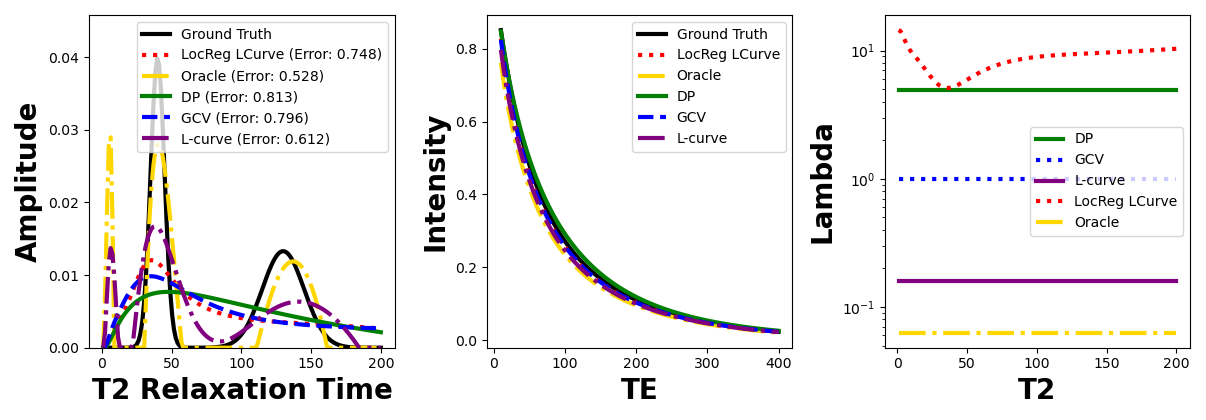 Amplitude
0.04
0.03
0.02
0.01
0.00
0
50
100
150
200
T2 Relaxation Time
Ground Truth
LocReg LCurve (Error: 0.748)
Oracle (Error: 0.528)
DP (Error: 0.813)
GCV (Error: 0.796)
L-curve (Error: 0.612)
Intensity
0.8
0.6
0.4
0.2
0.0
0
100
200
300
400
TE
Ground Truth
LocReg LCurve
Oracle
DP
GCV
L-curve
Lambda
10¹
10⁰
10⁻¹
0
50
100
150
200
T2
DP
GCV
L-curve
LocReg LCurve
Oracle